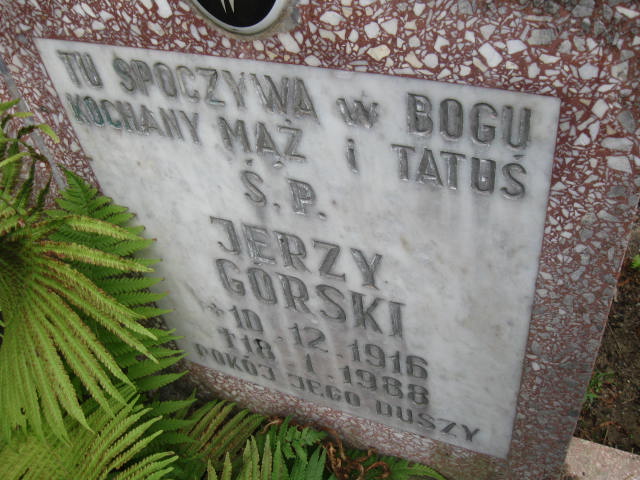 TU SPOCZYWA W BOGU
KOCHANY MĄŻ i TATUŚ
Ś.P.
JERZY
GÓRSKI
* 10. 12. 1916
† 18. 1 1988
POKÓJ JEGO DUSZY